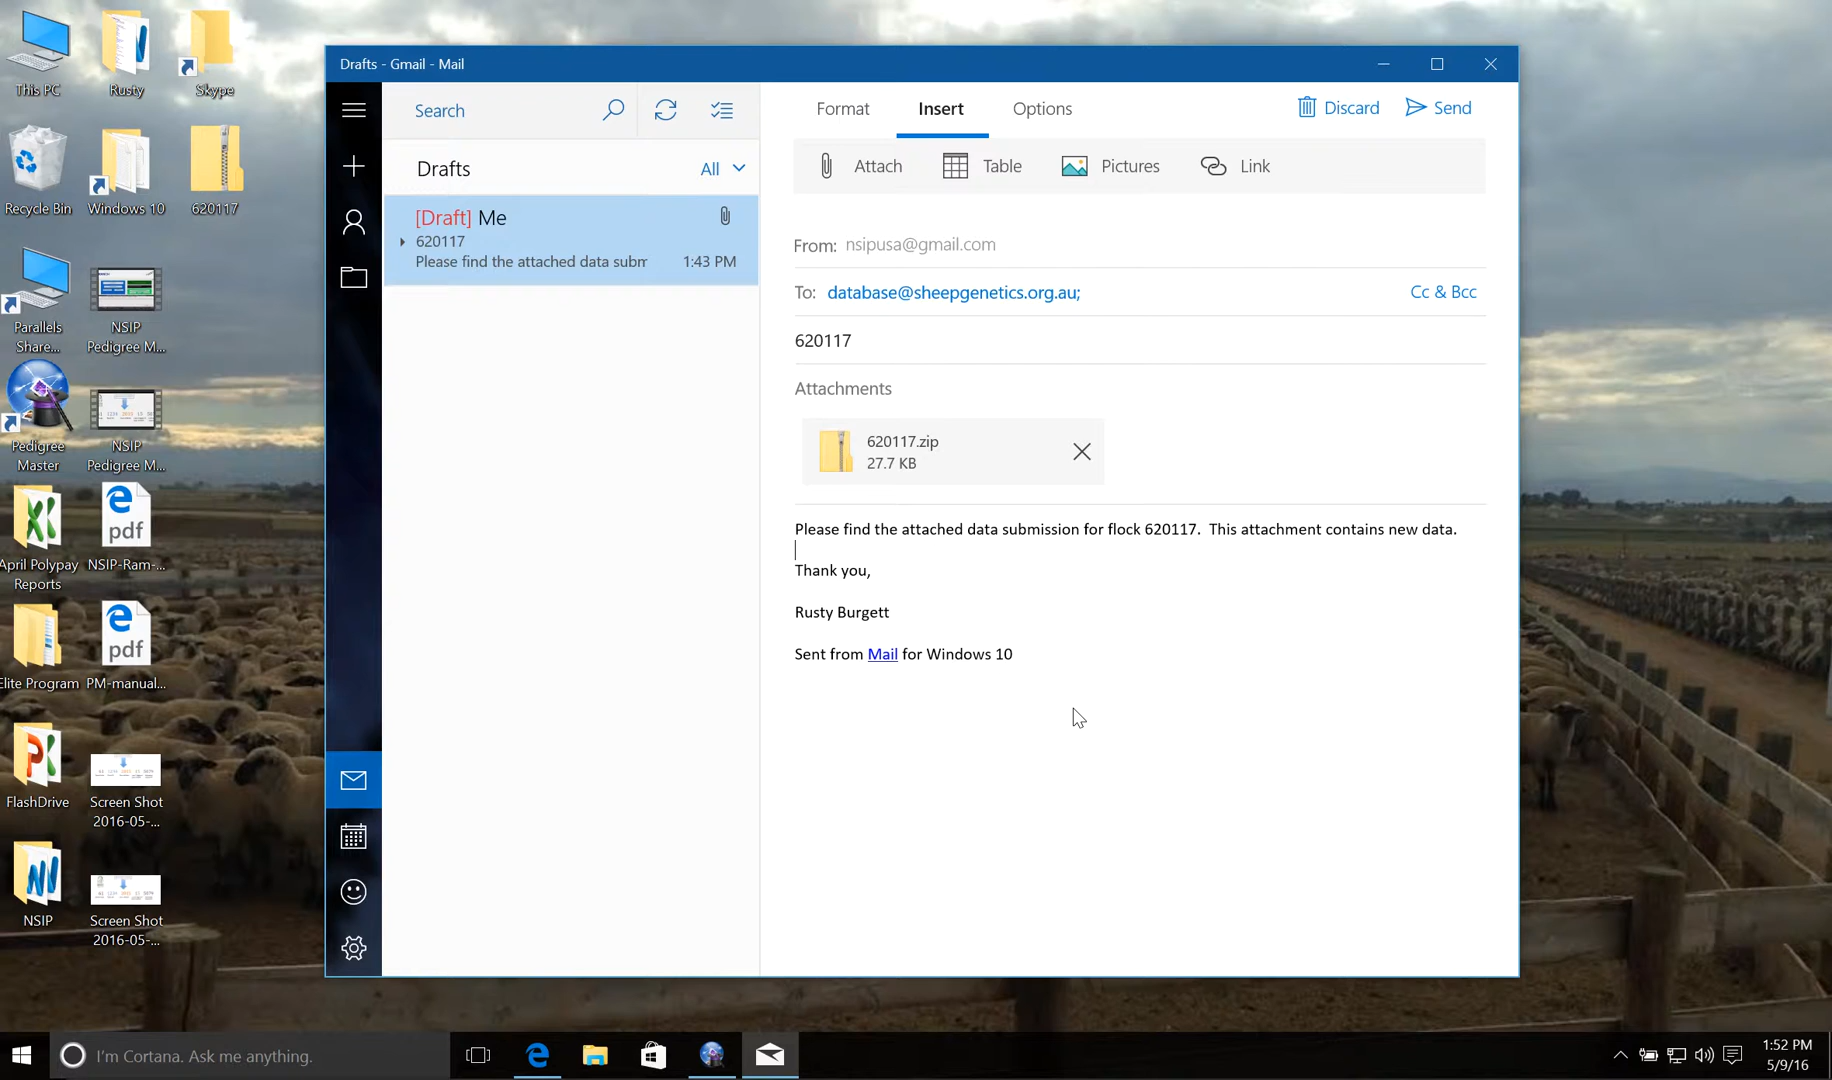 This PC
Rusty
Skype
Recycle Bin
Windows 10
620117
Parallels
Share...
NSIP
Pedigree M...
Pedigree
Master
NSIP
Pedigree M...
April Polypay
Reports
pdf
NSIP-Ram-...
Elite Program
pdf
PM-manual...
FlashDrive
Screen Shot
2016-05-...
NSIP
Screen Shot
2016-05-...
Drafts - Gmail - Mail
Search
Drafts
All
[Draft] Me
620117
Please find the attached data subm
1:43 PM
Format
Insert
Options
Discard
Send
Attach
Table
Pictures
Link
From: nsipusa@gmail.com
To: database@sheepgenetics.org.au;
Cc & Bcc
620117
Attachments
620117.zip
27.7 KB
Please find the attached data submission for flock 620117.  This attachment contains new data.
Thank you,
Rusty Burgett
Sent from Mail for Windows 10
I'm Cortana. Ask me anything.
1:52 PM
5/9/16